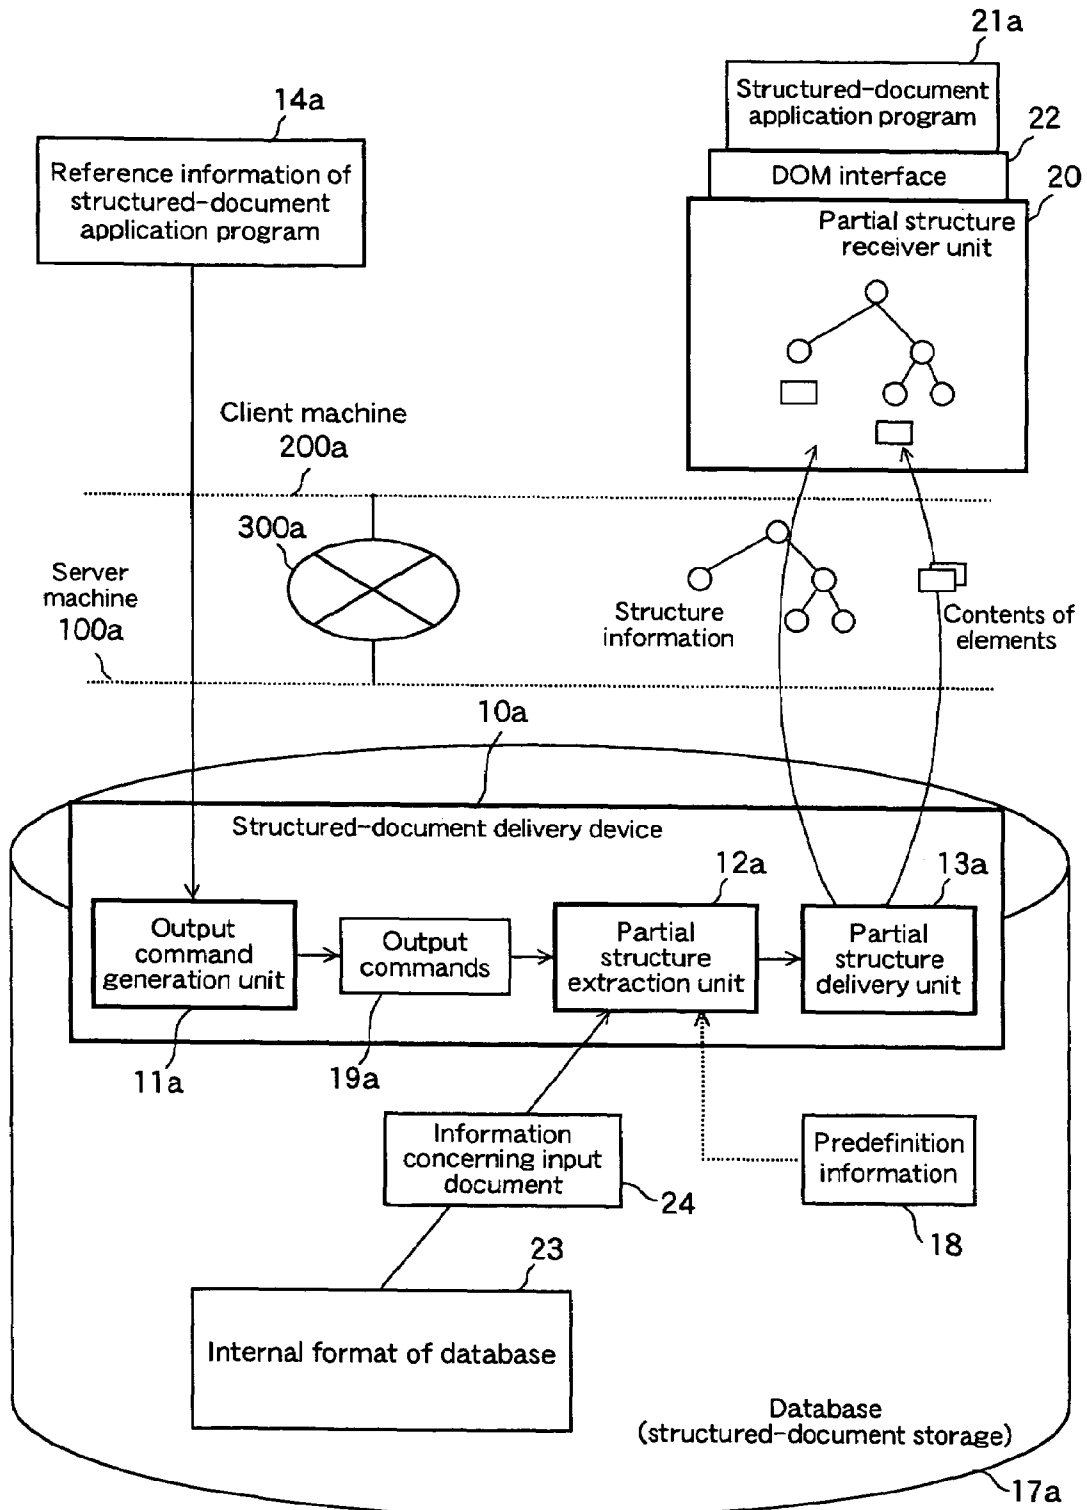 21a
Structured-document
application program
14a
22
Reference information of
structured-document
application program
DOM interface
20
Partial structure
receiver unit
Client machine
200a
300a
Server
machine
100a
Structure
information
Contents of
elements
10a
Structured-document delivery device
12a
13a
Output
command
generation unit
Output
commands
Partial
structure
extraction unit
Partial
structure
delivery unit
11a
19a
Information
concerning input
document
Predefinition
information
24
18
23
Internal format of database
Database
(structured-document storage)
17a